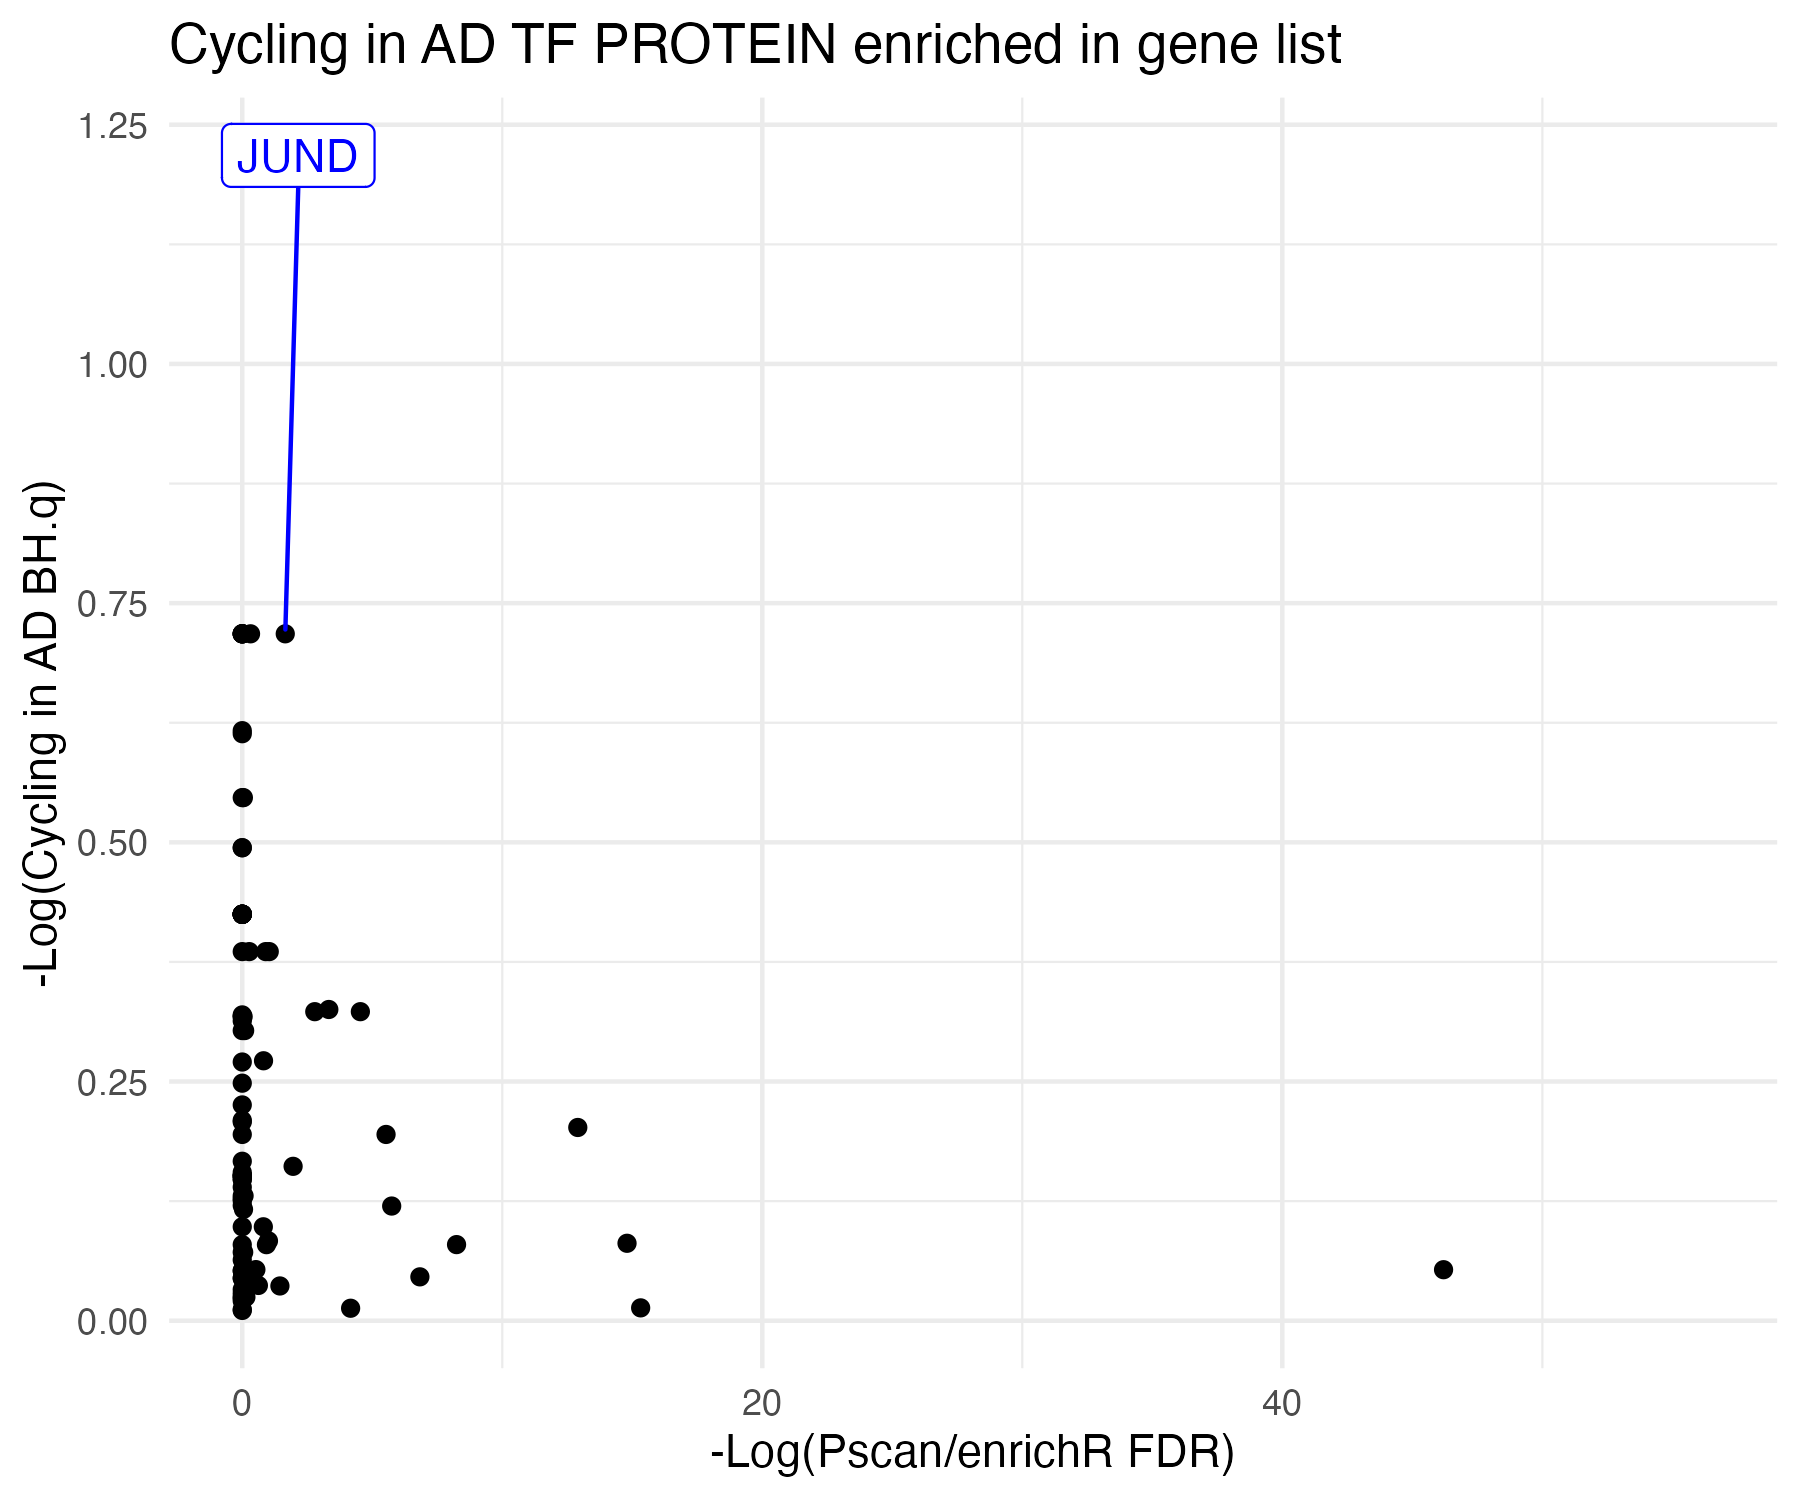 Cycling in AD TF PROTEIN enriched in gene list
1.25
JUND
1.00
0.75
0.50
0.25
0.00
-Log(Cycling in AD BH.q)
0 20 40
-Log(Pscan/enrichR FDR)